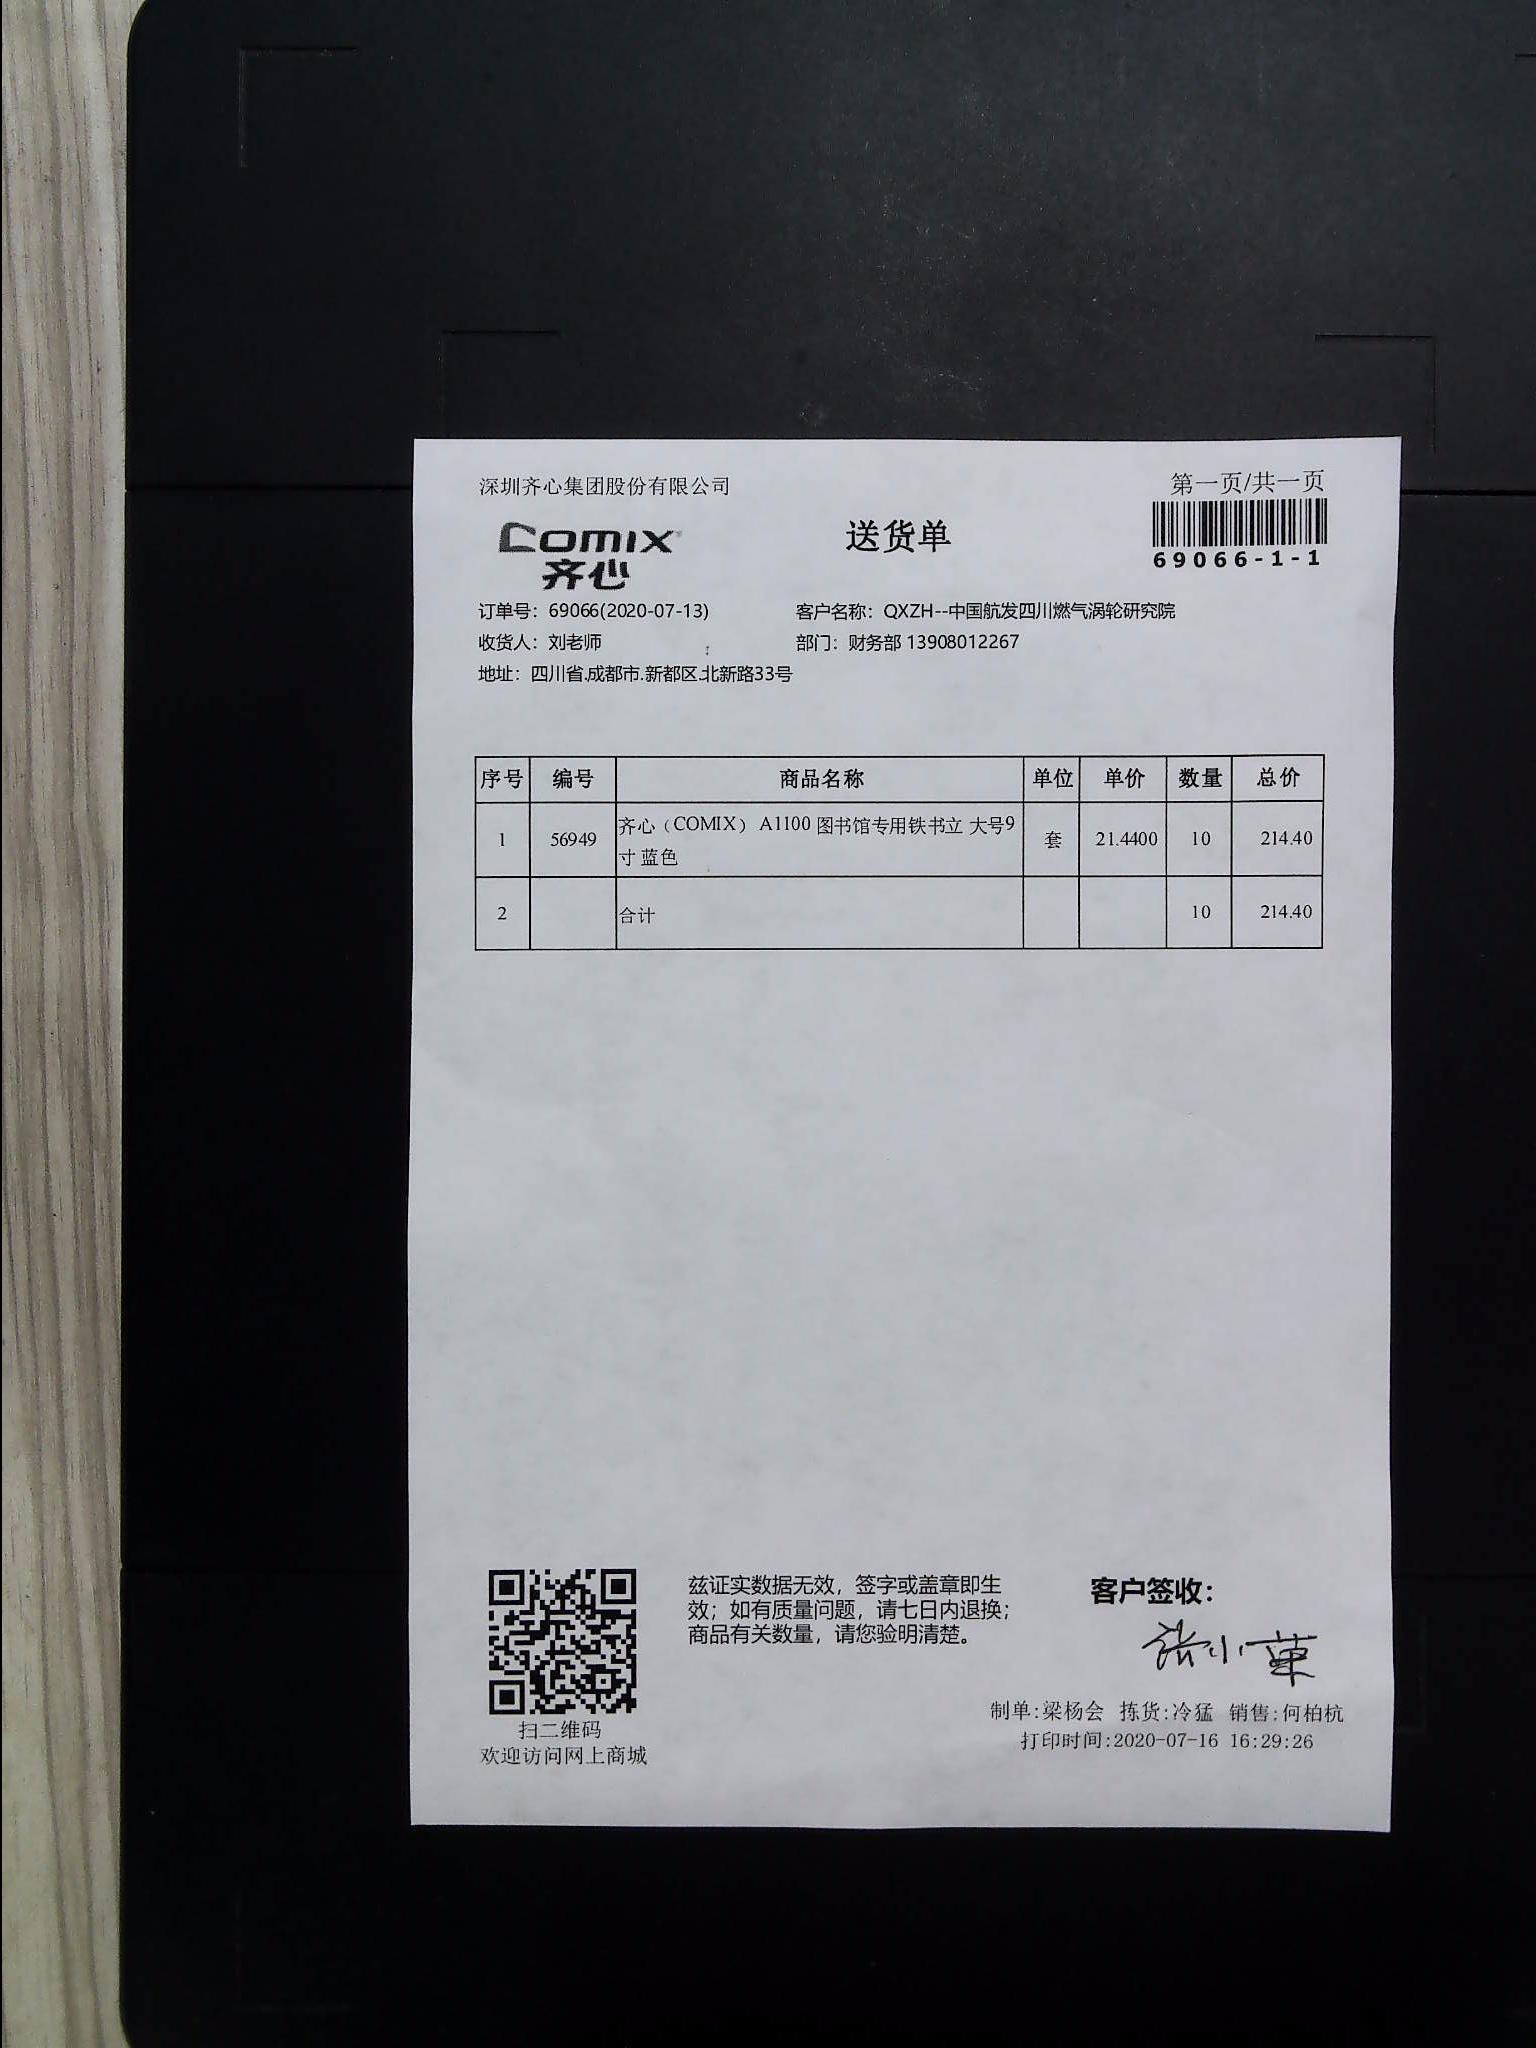 深圳齐心集团股份有限公司
第一页/共一页
comix
齐心
送货单
69066-1-1
订单号：69066(2020-07-13) 客户名称：QXZH--中国航发四川燃气涡轮研究院
收货人：刘老师 部门：财务部 13908012267
地址：四川省.成都市.新都区.北新路33号
序号 编号 商品名称 单位 单价 数量 总价
1 56949 齐心（COMIX） A1100 图书馆专用铁书立 大号9 套 21.4400 10 214.40
寸 蓝色
2 合计 10 214.40
兹证实数据无效，签字或盖章即生
效；如有质量问题，请七日内退换；
商品有关数量，请您验明清楚。
客户签收：
扫二维码
欢迎访问网上商城
制单:梁杨会 拣货:冷猛 销售:何柏杭
打印时间:2020-07-16 16:29:26